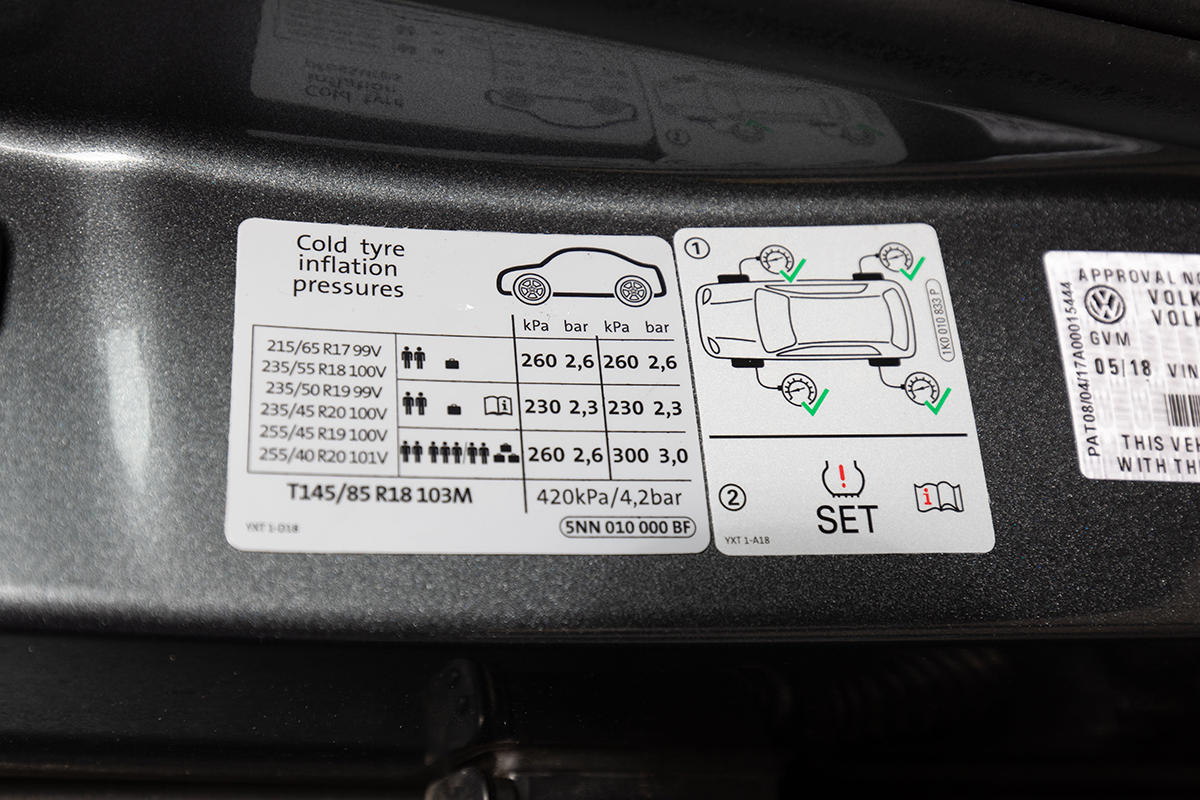 Cold tyre
inflation
pressures
kPa bar kPa bar
215/65 R17 99V
235/55 R18 100V
235/50 R19 99V
235/45 R20 100V
255/45 R19 100V
255/40 R20 101V
260 2,6 260 2,6
230 2,3 230 2,3
260 2,6 300 3,0
T145/85 R18 103M 420kPa/4,2bar
YXT 1-D18 5NN 010 000 BF
1
1K0 010 833 P
2
SET
YXT 1-A18
APPROVAL
GVM
05/18 VIN
THIS
WITH
PAT08/04/17A00015444